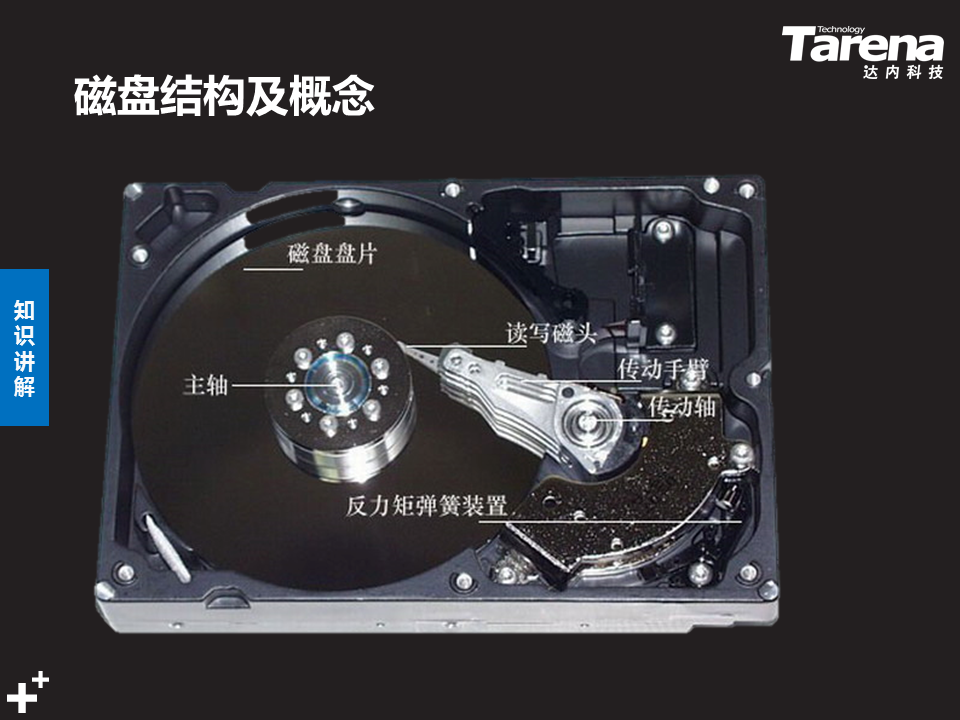 Technology
Tarena
达内科技
磁盘结构及概念
知识讲解
磁盘盘片
读写磁头
传动手臂
主轴
传动轴
反力矩弹簧装置